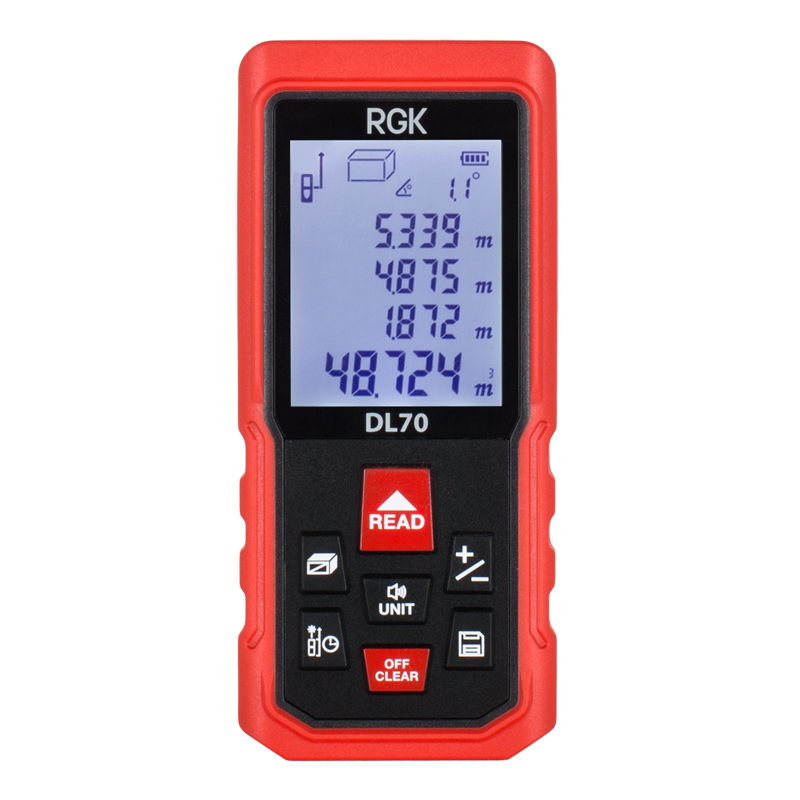 RGK
1.1°
5.339 m
4.875 m
1.872 m
48.724 m³
DL70
READ
+/−
UNIT
OFF
CLEAR